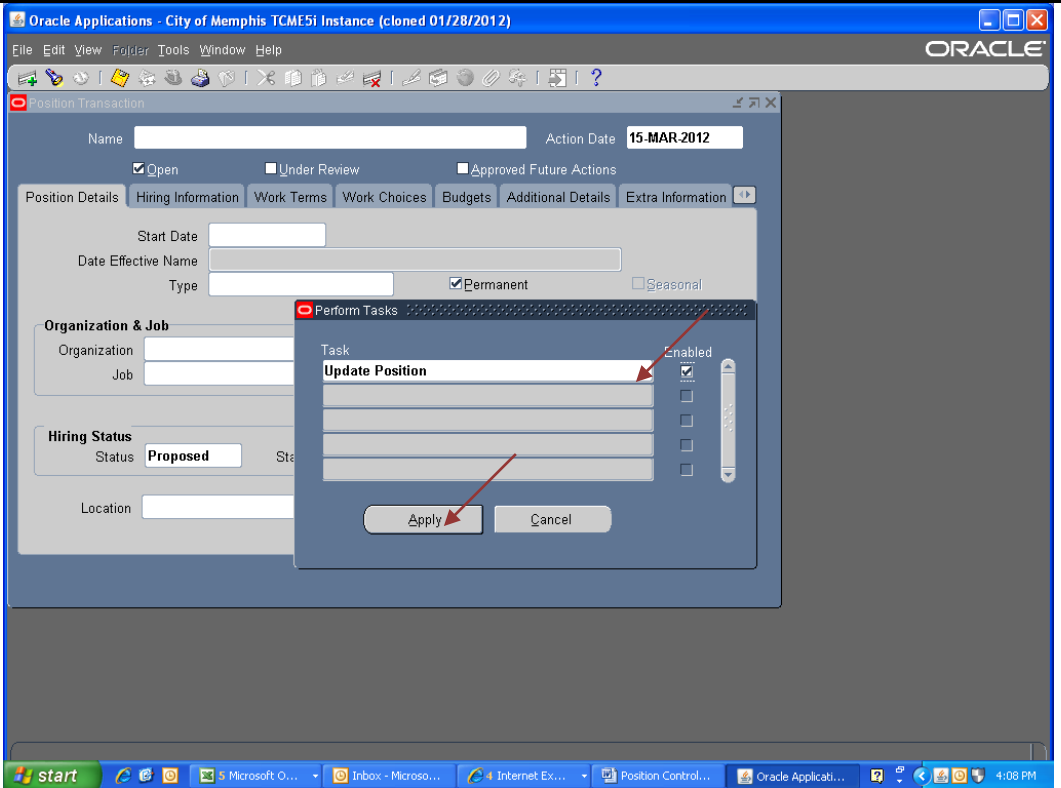 Oracle Applications - City of Memphis TCME5i Instance (cloned 01/28/2012)
File Edit View Folder Tools Window Help
ORACLE
Position Transaction
Name Action Date 15-MAR-2012
Open Under Review Approved Future Actions
Position Details Hiring Information Work Terms Work Choices Budgets Additional Details Extra Information
Start Date
Date Effective Name
Type Permanent Seasonal
Perform Tasks
Organization & Job
Organization
Job
Task Enabled
Update Position
Hiring Status
Status Proposed Sta
Location
Apply Cancel
start 5 Microsoft O... Inbox - Microso... 4 Internet Ex... Position Control... Oracle Applicati... 4:08 PM